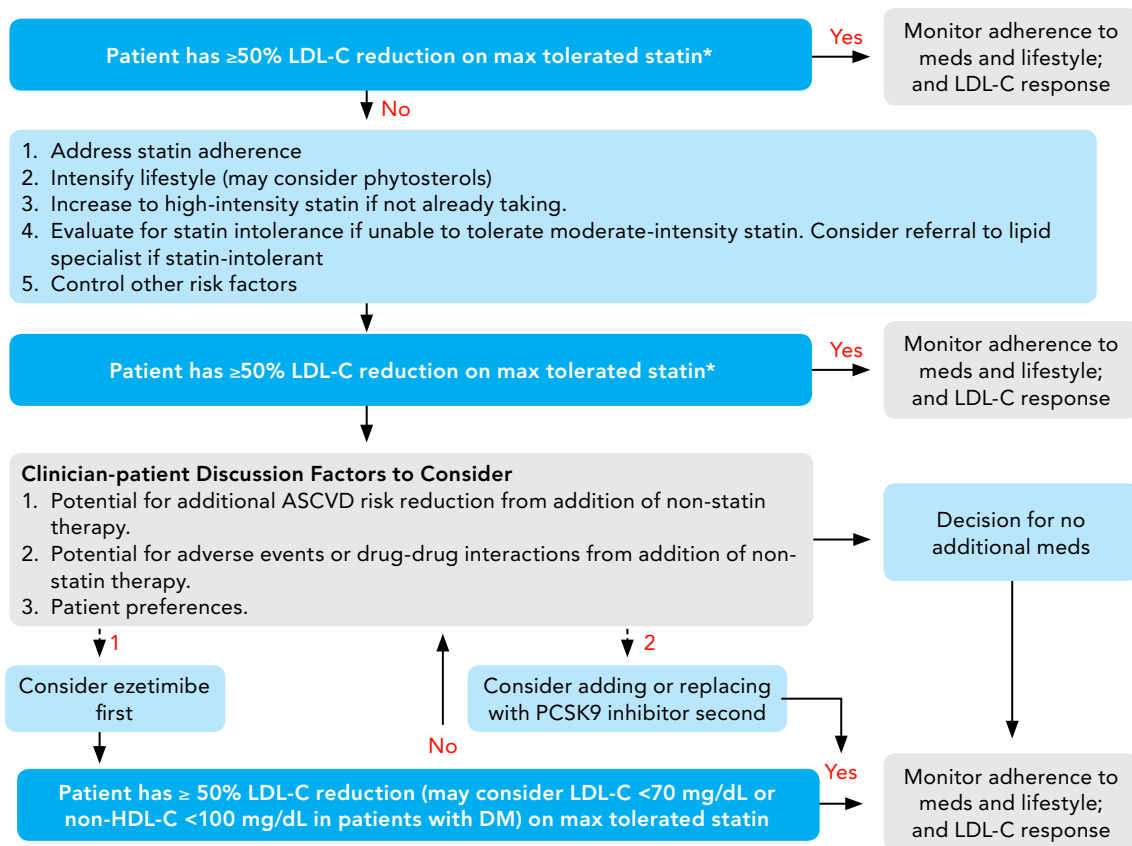 Patient has ≥50% LDL-C reduction on max tolerated statin*
Yes
Monitor adherence to
meds and lifestyle;
and LDL-C response
No
1. Address statin adherence
2. Intensify lifestyle (may consider phytosterols)
3. Increase to high-intensity statin if not already taking.
4. Evaluate for statin intolerance if unable to tolerate moderate-intensity statin. Consider referral to lipid
specialist if statin-intolerant
5. Control other risk factors
Patient has ≥50% LDL-C reduction on max tolerated statin*
Yes
Monitor adherence to
meds and lifestyle;
and LDL-C response
Clinician-patient Discussion Factors to Consider
1. Potential for additional ASCVD risk reduction from addition of non-statin
therapy.
2. Potential for adverse events or drug-drug interactions from addition of non-
statin therapy.
3. Patient preferences.
Decision for no
additional meds
1
2
Consider ezetimibe
first
Consider adding or replacing
with PCSK9 inhibitor second
No
Yes
Patient has ≥ 50% LDL-C reduction (may consider LDL-C <70 mg/dL or
non-HDL-C <100 mg/dL in patients with DM) on max tolerated statin
Monitor adherence to
meds and lifestyle;
and LDL-C response